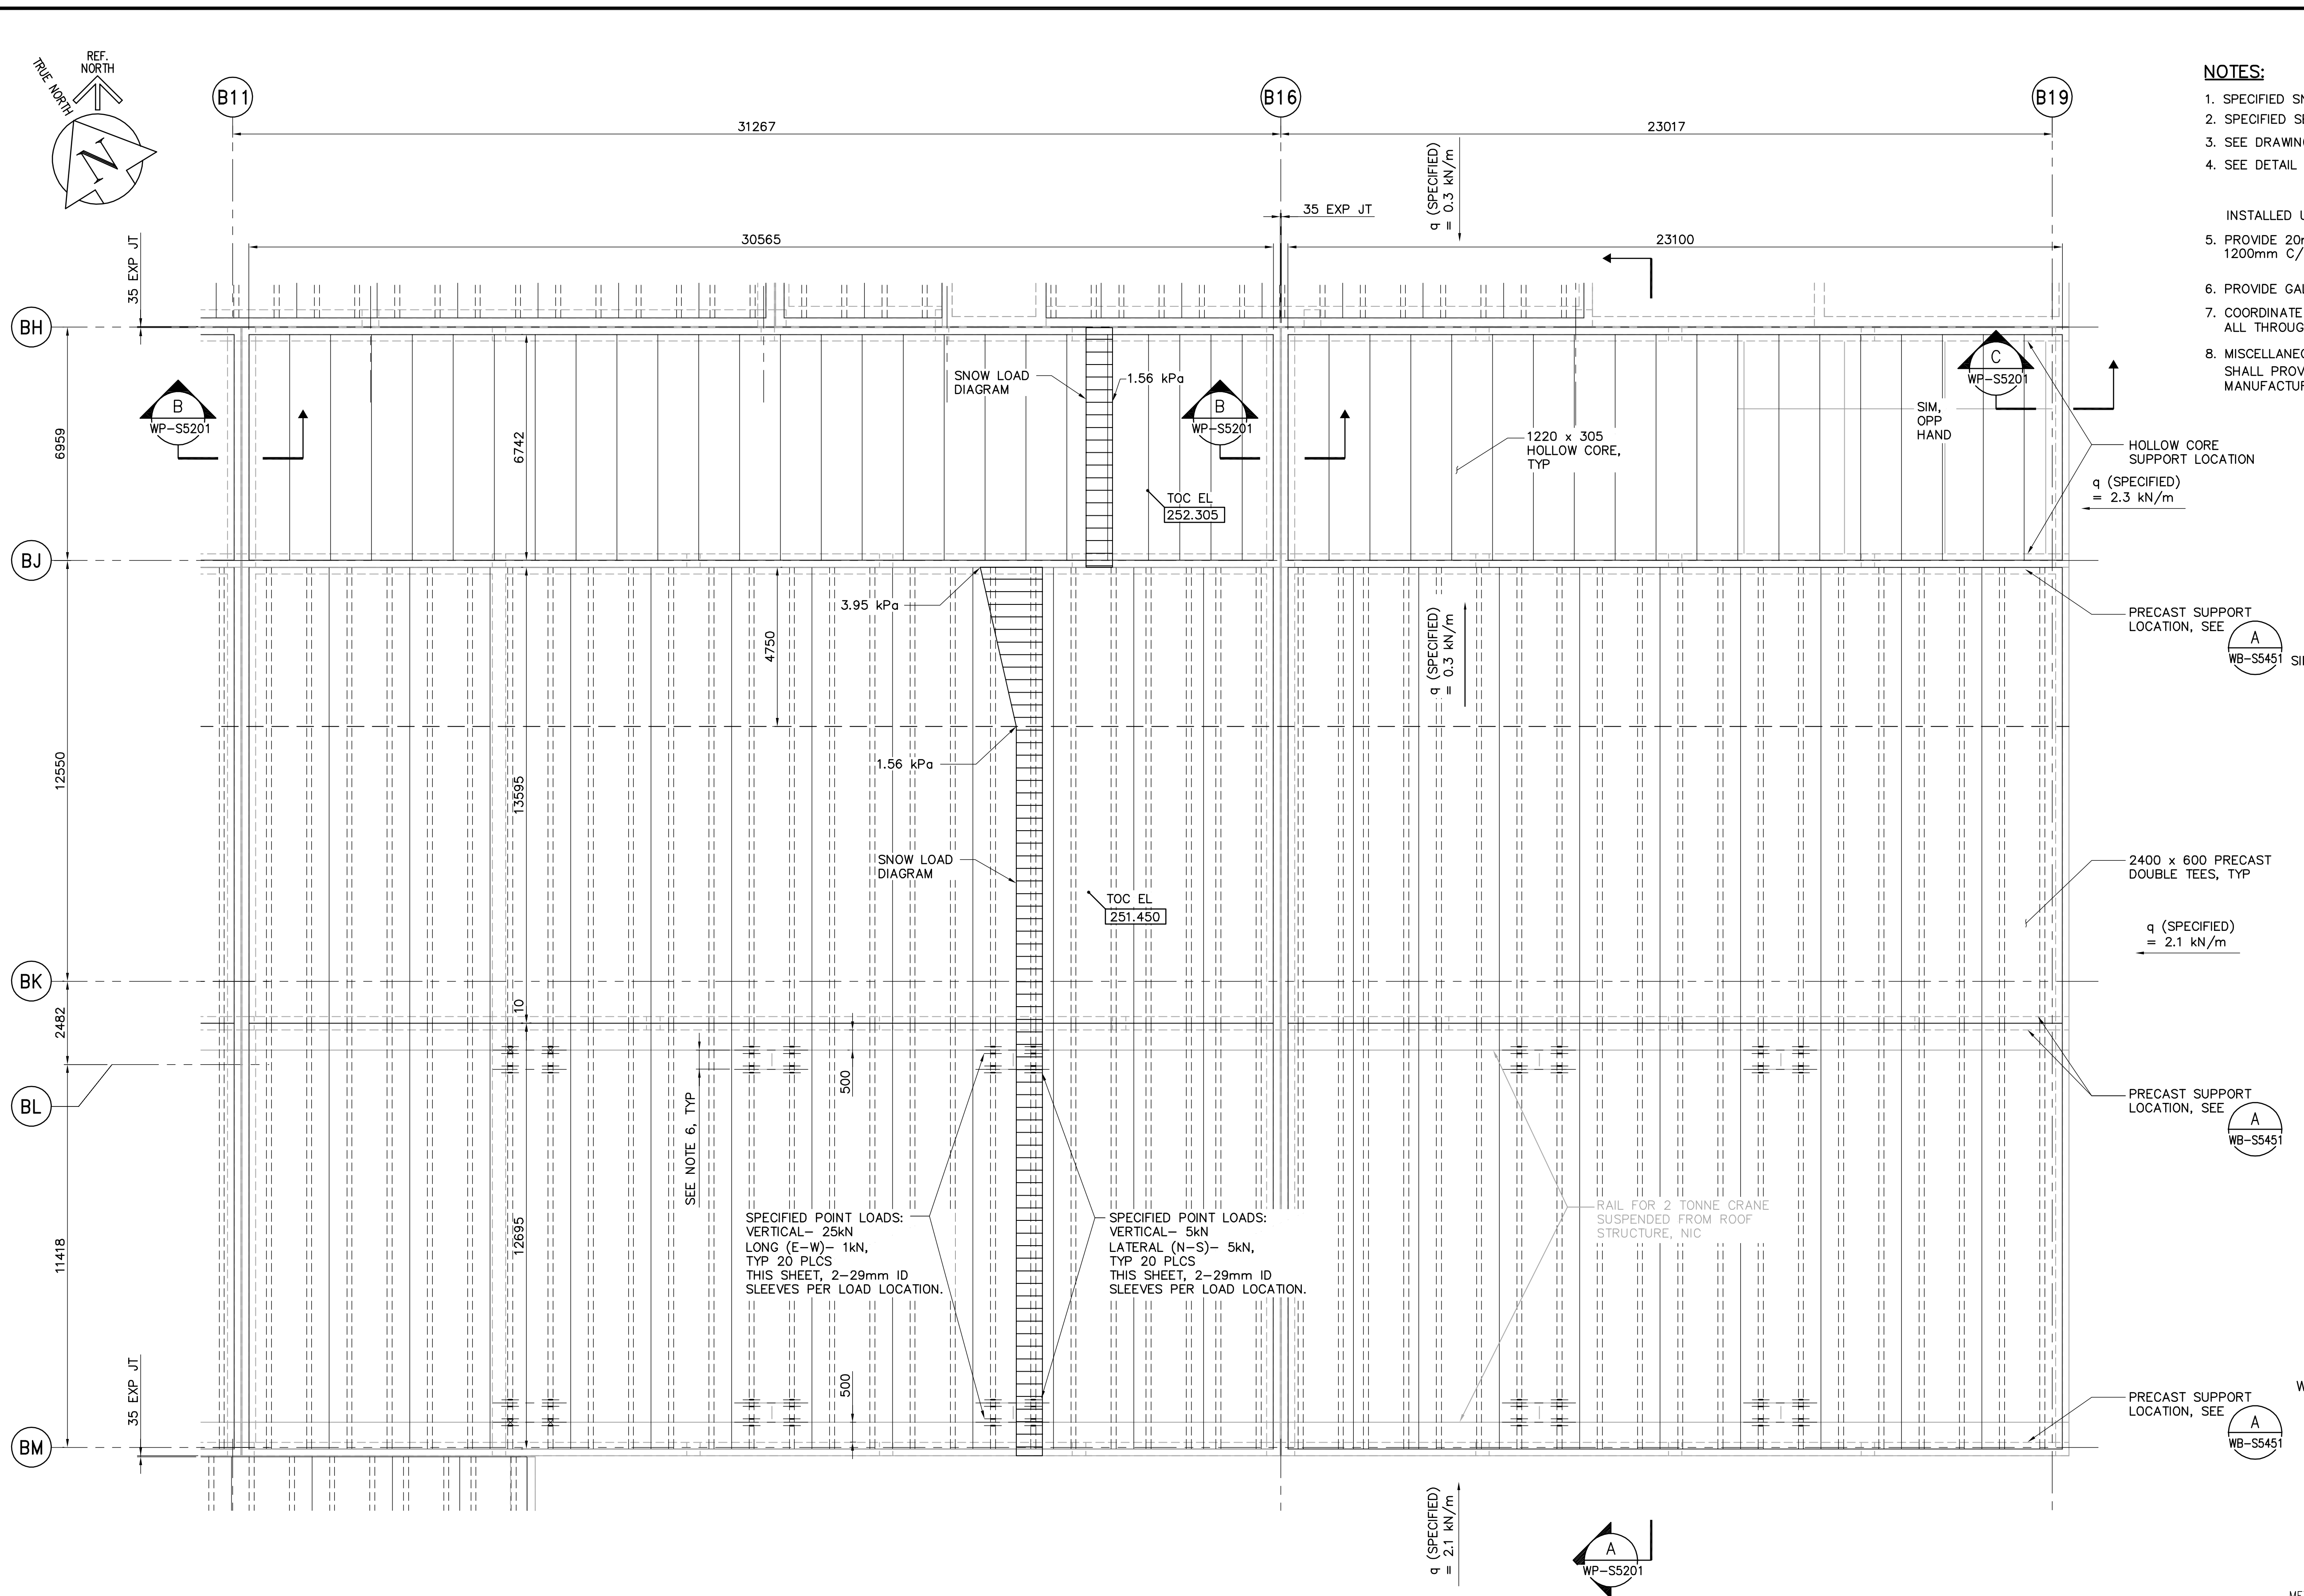 REF.
NORTH
TRUE NORTH
N
B11
B16
B19
31267
23017
35 EXP JT
30565
23100
q (SPECIFIED)
= 0.3 kN/m
35 EXP JT
BH
BJ
BK
BL
BM
6959
12550
2482
11418
35 EXP JT
B
WP-S5201
6742
SNOW LOAD
DIAGRAM
1.56 kPa
B
WP-S5201
TOC EL
252.305
1220 x 305
HOLLOW CORE,
TYP
SIM,
OPP
HAND
C
WP-S5201
HOLLOW CORE
SUPPORT LOCATION
q (SPECIFIED)
= 2.3 kN/m
3.95 kPa
4750
q (SPECIFIED)
= 0.3 kN/m
PRECAST SUPPORT
LOCATION, SEE
A
WB-S5451
1.56 kPa
13595
SNOW LOAD
DIAGRAM
TOC EL
251.450
2400 x 600 PRECAST
DOUBLE TEES, TYP
q (SPECIFIED)
= 2.1 kN/m
10
500
SEE NOTE 6, TYP
PRECAST SUPPORT
LOCATION, SEE
A
WB-S5451
12695
SPECIFIED POINT LOADS:
VERTICAL- 25kN
LONG (E-W)- 1kN,
TYP 20 PLCS
THIS SHEET, 2-29mm ID
SLEEVES PER LOAD LOCATION.
SPECIFIED POINT LOADS:
VERTICAL- 5kN
LATERAL (N-S)- 5kN,
TYP 20 PLCS
THIS SHEET, 2-29mm ID
SLEEVES PER LOAD LOCATION.
RAIL FOR 2 TONNE CRANE
SUSPENDED FROM ROOF
STRUCTURE, NIC
500
PRECAST SUPPORT
LOCATION, SEE
A
WB-S5451
q (SPECIFIED)
= 2.1 kN/m
A
WP-S5201
NOTES:
1. SPECIFIED
2. SPECIFIED
3. SEE
4. SEE DETAIL
INSTALLED
5. PROVIDE
1200mm
6. PROVIDE
7. COORDINATE
ALL
8.
SHALL